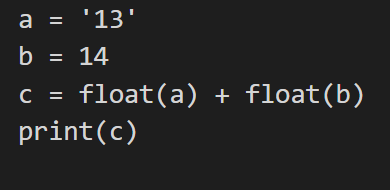 a = '13'
b = 14
c = float(a) + float(b)
print(c)